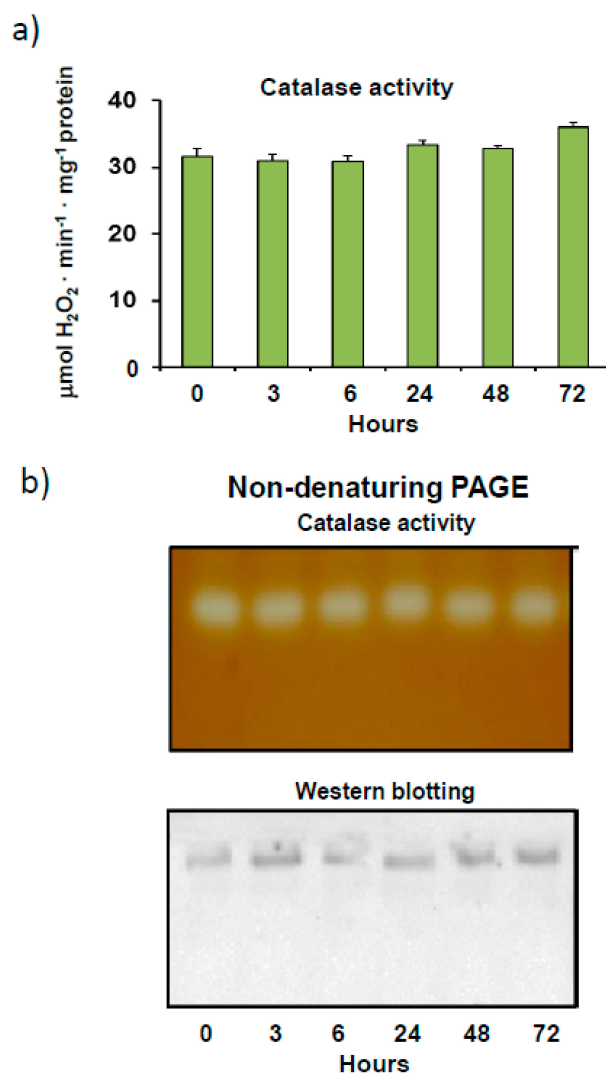 a)
Catalase activity
µmol H₂O₂ · min⁻¹ · mg⁻¹ protein
40
30
20
10
0
0 3 6 24 48 72
Hours
b)
Non-denaturing PAGE
Catalase activity
Western blotting
0 3 6 24 48 72
Hours